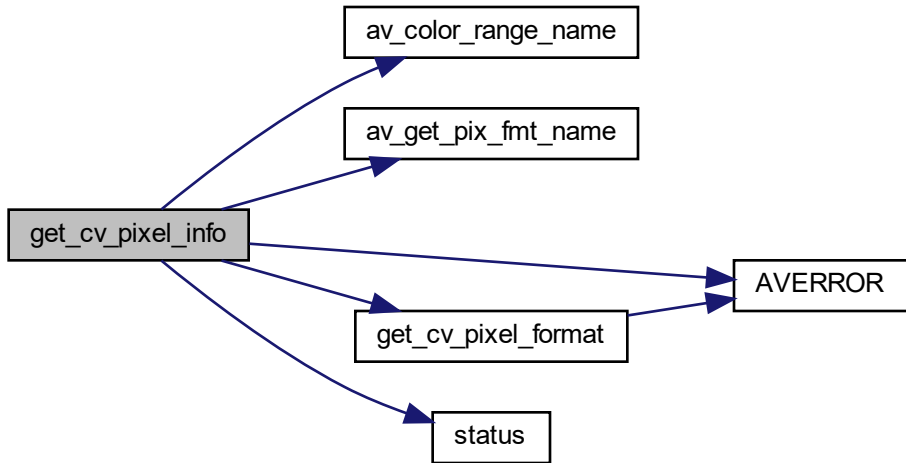 av_color_range_name
av_get_pix_fmt_name
get_cv_pixel_info
AVERROR
get_cv_pixel_format
status